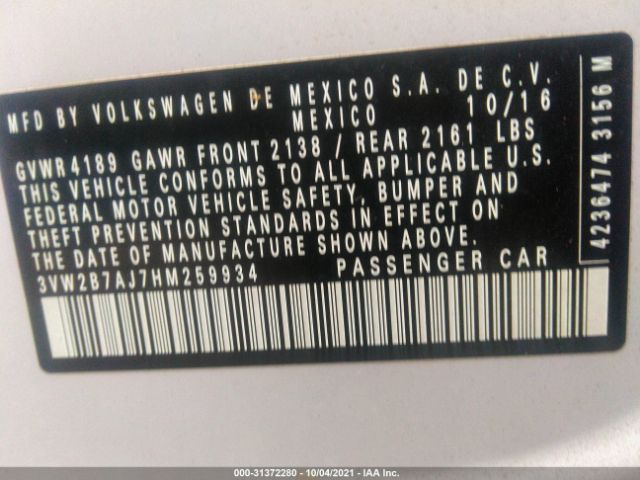 MFD BY VOLKSWAGEN DE MEXICO S.A. DE C.V.
MEXICO 10/16
GVWR4189 GAWR FRONT 2138 / REAR 2161 LBS
THIS VEHICLE CONFORMS TO ALL APPLICABLE U.S.
FEDERAL MOTOR VEHICLE SAFETY, BUMPER AND
THEFT PREVENTION STANDARDS IN EFFECT ON
THE DATE OF MANUFACTURE SHOWN ABOVE.
3VW2B7AJ7HM259934 PASSENGER CAR
4236474 3156 M
000-31372280 - 10/04/2021 - IAA Inc.